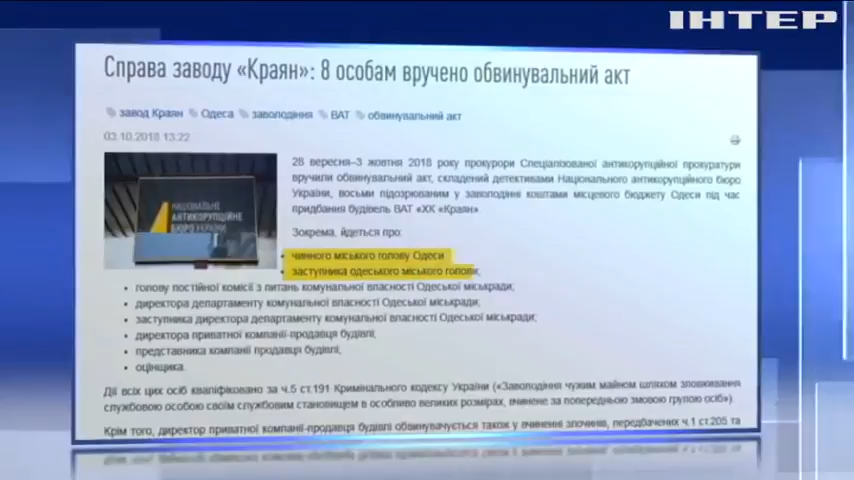 ІНТЕР
Справа заводу «Краян»: 8 особам вручено обвинувальний акт
завод Краян Одеса заволодіння ВАТ обвинувальний акт
03.10.2018 13:22
28 вересня–3 жовтня 2018 року прокурори Спеціалізованої антикорупційної прокуратури
вручили обвинувальний акт, складений детективами Національного антикорупційного бюро
України, восьми підозрюваним у заволодінні коштами місцевого бюджету Одеси під час
придбання будівель ВАТ «ХК «Краян».
НАЦІОНАЛЬНЕ
АНТИКОРУПЦІЙНЕ
БЮРО УКРАЇНИ
Зокрема, йдеться про:
• чинного міського голову Одеси
• заступника одеського міського голови;
• голову постійної комісії з питань комунальної власності Одеської міськради;
• директора департаменту комунальної власності Одеської міськради;
• заступника директора департаменту комунальної власності Одеської міськради;
• директора приватної компанії-продавця будівлі,
• представника компанії продавця будівлі,
• оцінщика.
Дії всіх цих осіб кваліфіковано за ч.5 ст.191 Кримінального кодексу України («Заволодіння чужим майном шляхом зловживання
службовою особою своїм службовим становищем в особливо великих розмірах, вчинене за попередньою змовою групою осіб»).
Крім того, директор приватної компанії-продавця будівлі обвинувачується також у вчиненні злочинів, передбачених ч.1 ст.205 та